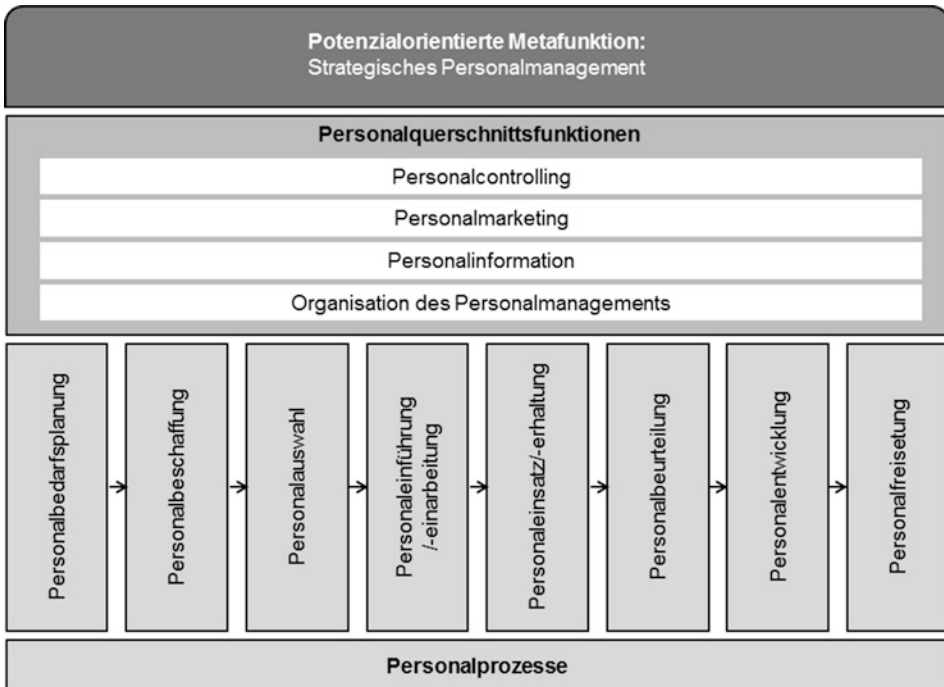 Potenzialorientierte Metafunktion:
Strategisches Personalmanagement
Personalquerschnittsfunktionen
Personalcontrolling
Personalmarketing
Personalinformation
Organisation des Personalmanagements
Personalbedarfsplanung
Personalbeschaffung
Personalauswahl
Personaleinführung
/-einarbeitung
Personaleinsatz/-erhaltung
Personalbeurteilung
Personalentwicklung
Personalfreisetung
Personalprozesse